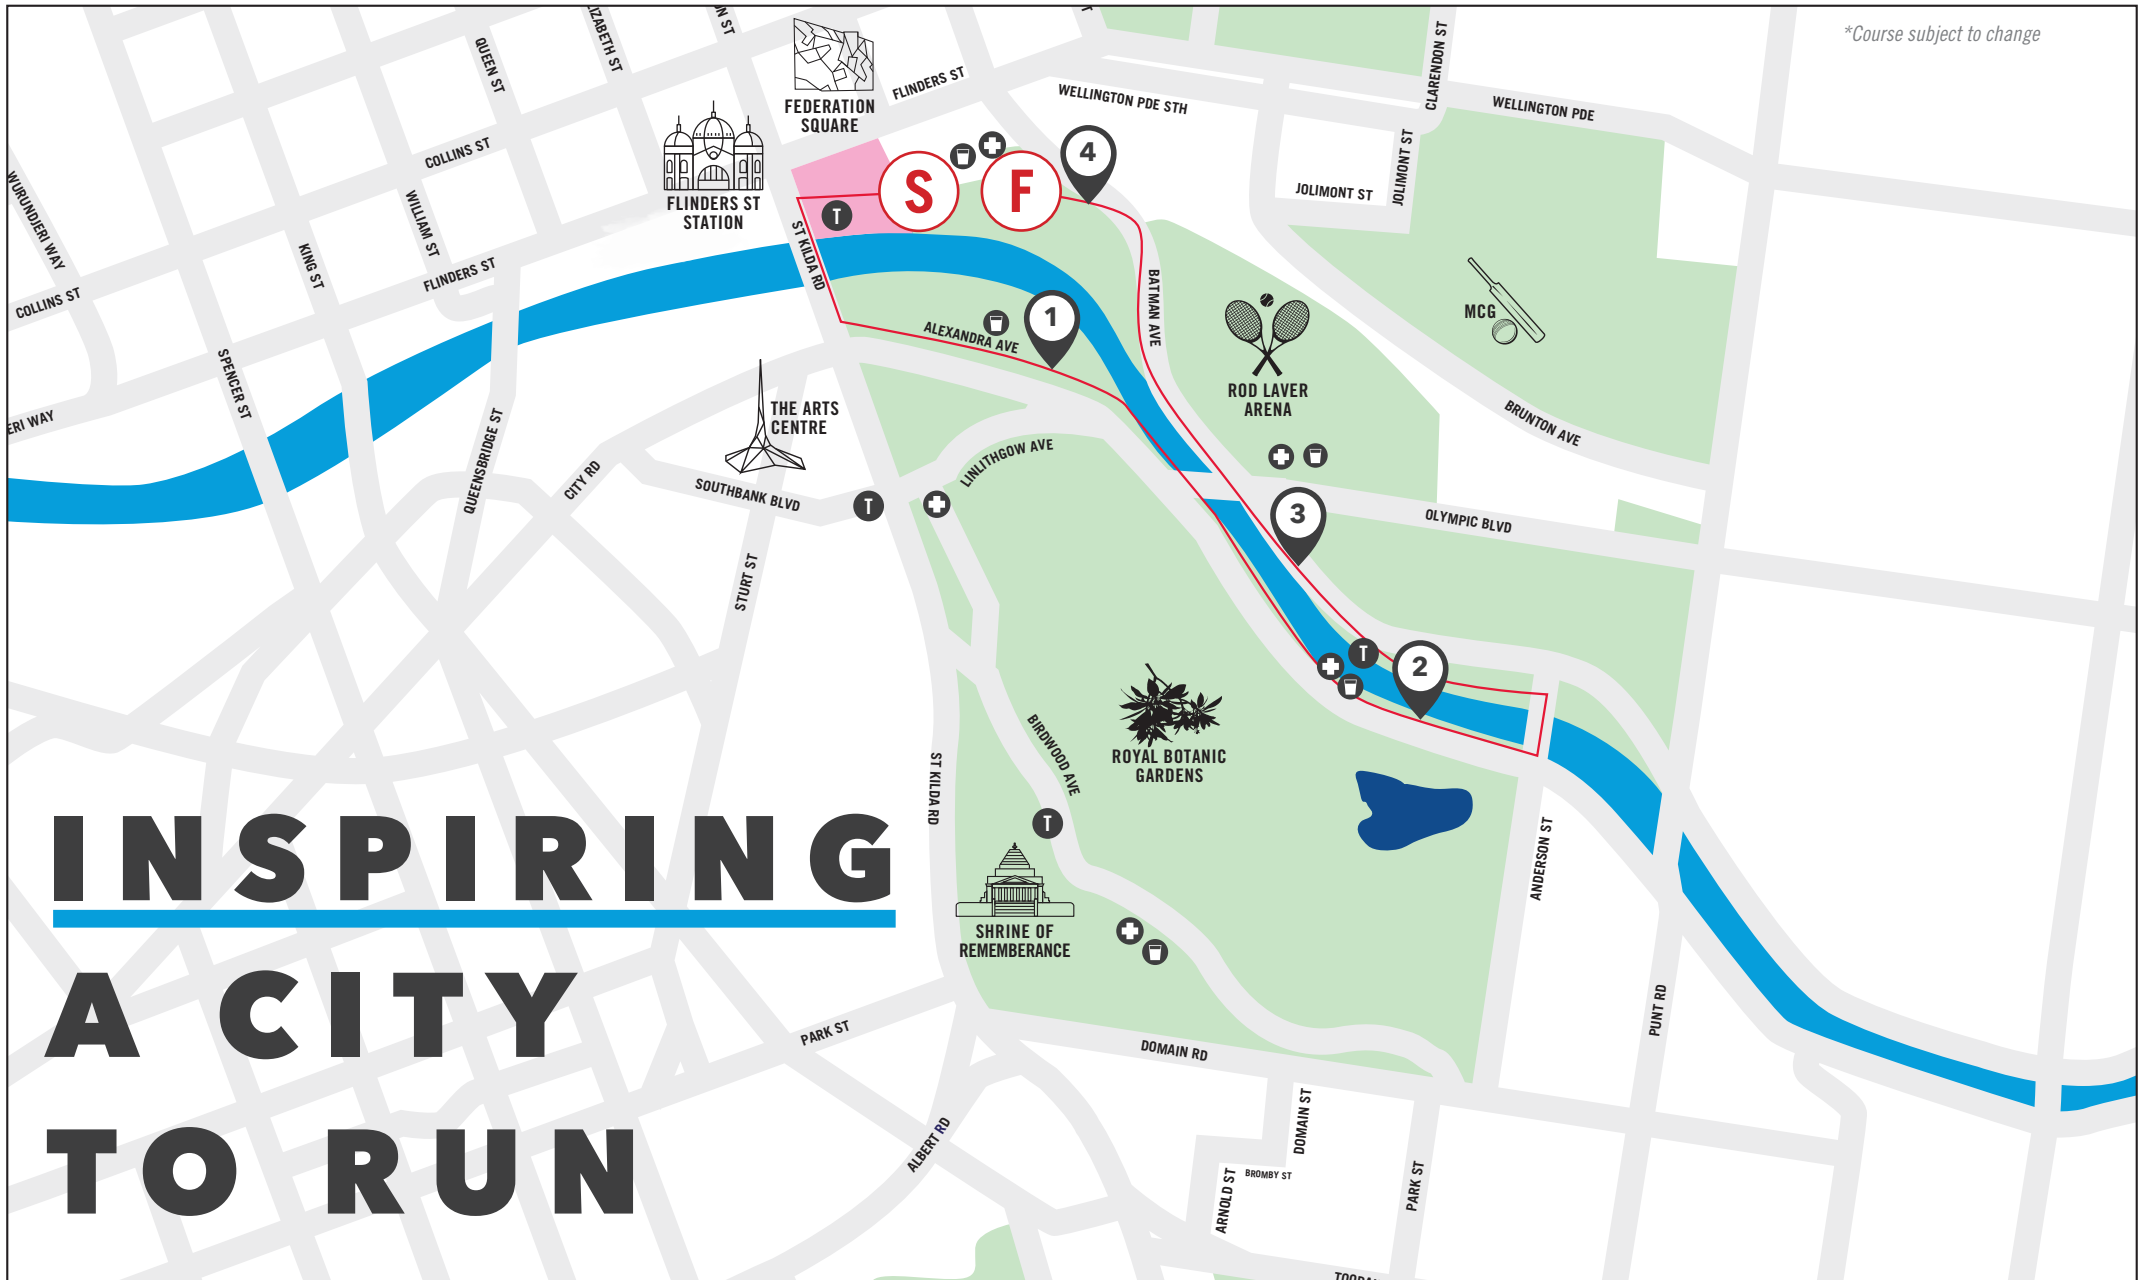 *Course subject to change
QUEEN ST
CLARENDON ST
FEDERATION
SQUARE
FLINDERS ST
WELLINGTON PDE STH
WELLINGTON PDE
COLLINS ST
WURUNDJERI WAY
WILLIAM ST
FLINDERS ST
STATION
S
F
4
T
JOLIMONT ST
JOLIMONT ST
KING ST
FLINDERS ST
COLLINS ST
ST KILDA RD
ALEXANDRA AVE
1
BATMAN AVE
MCG
ROD LAVER
ARENA
BRUNTON AVE
SPENCER ST
THE ARTS
CENTRE
QUEENSBRIDGE ST
CITY RD
SOUTHBANK BLVD
T
LINLITHGOW AVE
3
OLYMPIC BLVD
STURT ST
T
2
ROYAL BOTANIC
GARDENS
BIRDWOOD AVE
ST KILDA RD
T
SHRINE OF
REMEMBERANCE
ANDERSON ST
PUNT RD
INSPIRING
A CITY
TO RUN
PARK ST
DOMAIN RD
ALBERT RD
DOMAIN ST
BROMBY ST
ARNOLD ST
PARK ST